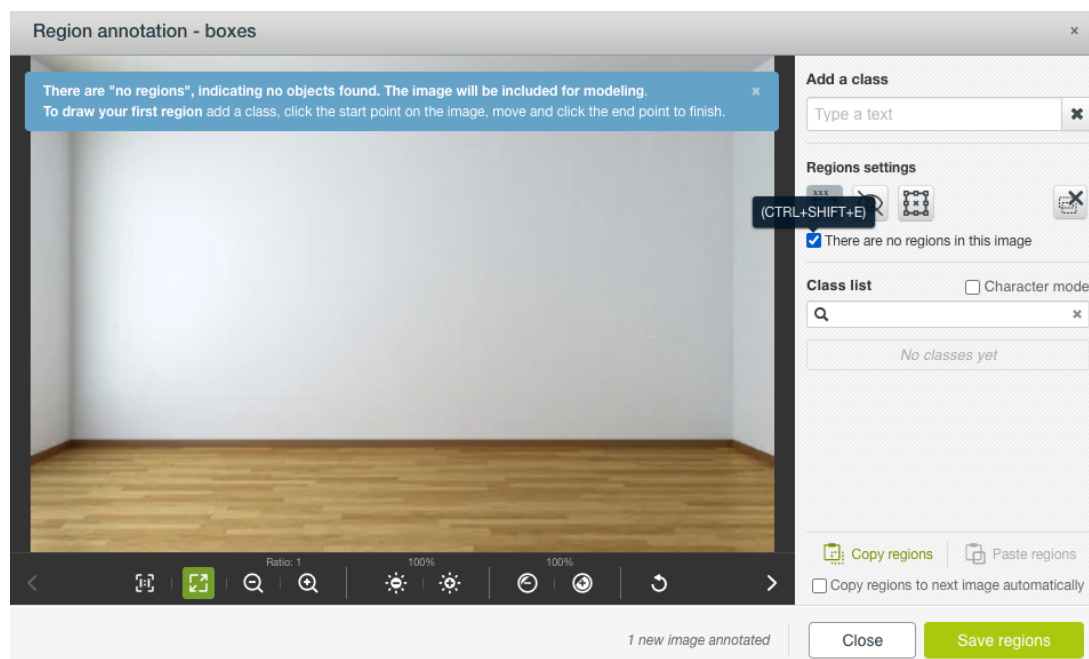 Region annotation - boxes
There are "no regions", indicating no objects found. The image will be included for modeling.
To draw your first region add a class, click the start point on the image, move and click the end point to finish.
Add a class
Type a text
Regions settings
xxx
(CTRL+SHIFT+E)
There are no regions in this image
Class list
Character mode
No classes yet
Copy regions
Paste regions
Copy regions to next image automatically
Ratio: 1
100%
100%
1 new image annotated
Close
Save regions